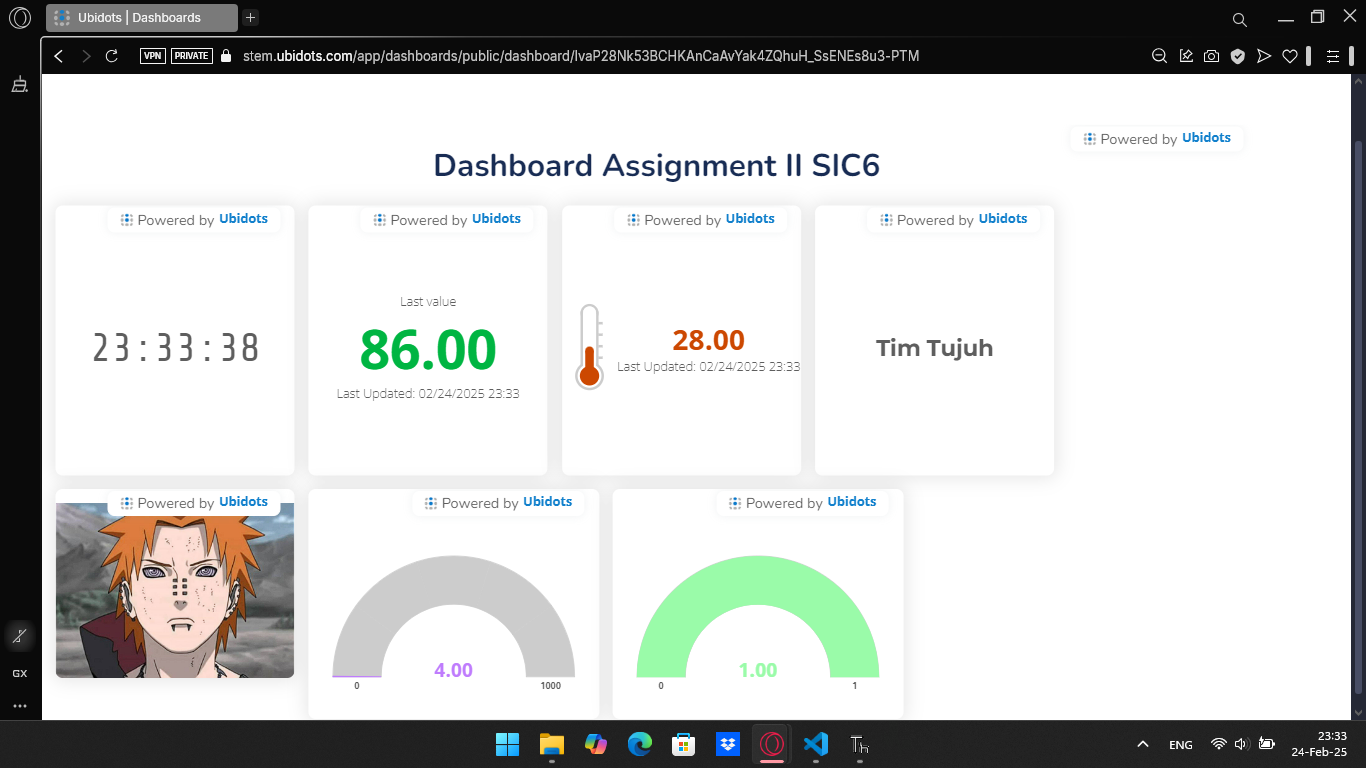 Ubidots | Dashboards
VPN
PRIVATE
stem.ubidots.com/app/dashboards/public/dashboard/IvaP28Nk53BCHKAnCaAvYak4ZQhuH_SsENEs8u3-PTM
Powered by Ubidots
Dashboard Assignment II SIC6
Powered by Ubidots
23:33:38
Powered by Ubidots
Last value
86.00
Last Updated: 02/24/2025 23:33
Powered by Ubidots
28.00
Last Updated: 02/24/2025 23:33
Powered by Ubidots
Tim Tujuh
Powered by Ubidots
Powered by Ubidots
4.00
0
1000
Powered by Ubidots
1.00
0
1
GX
Th
ENG
23:33
24-Feb-25